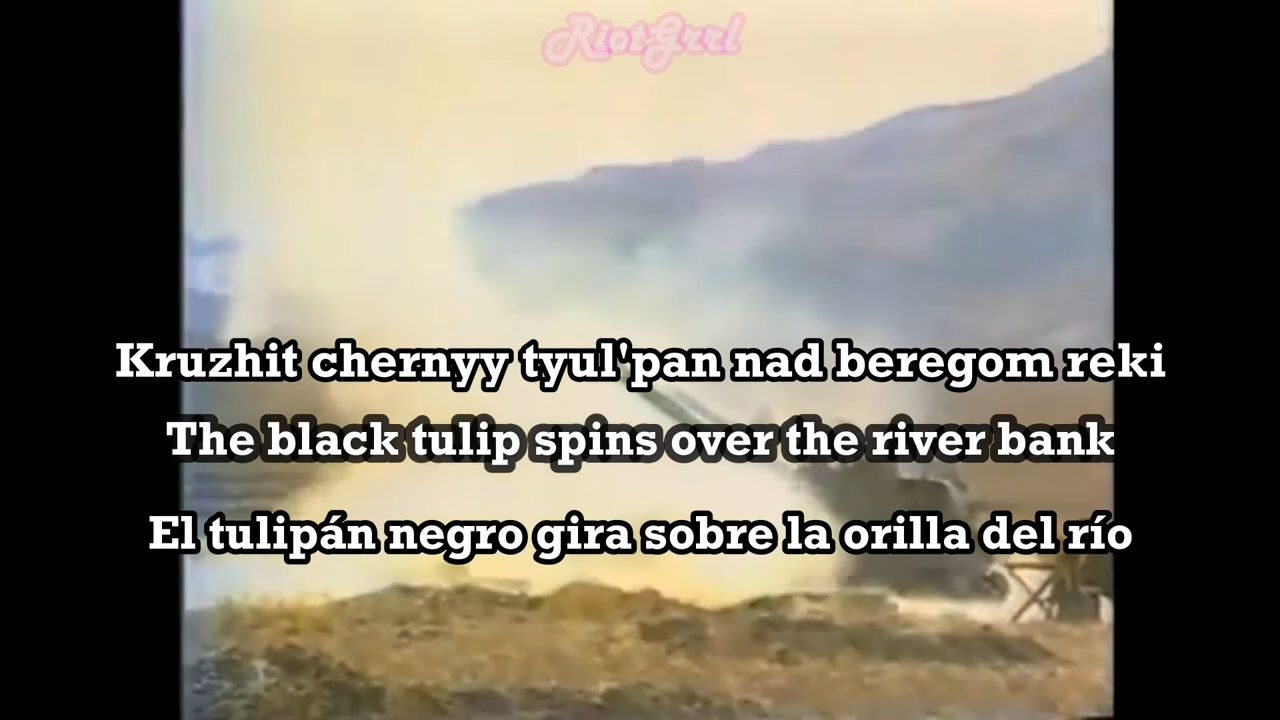 RiotGrrl
Kruzhit chernyy tyul'pan nad beregom reki
The black tulip spins over the river bank
El tulipán negro gira sobre la orilla del río